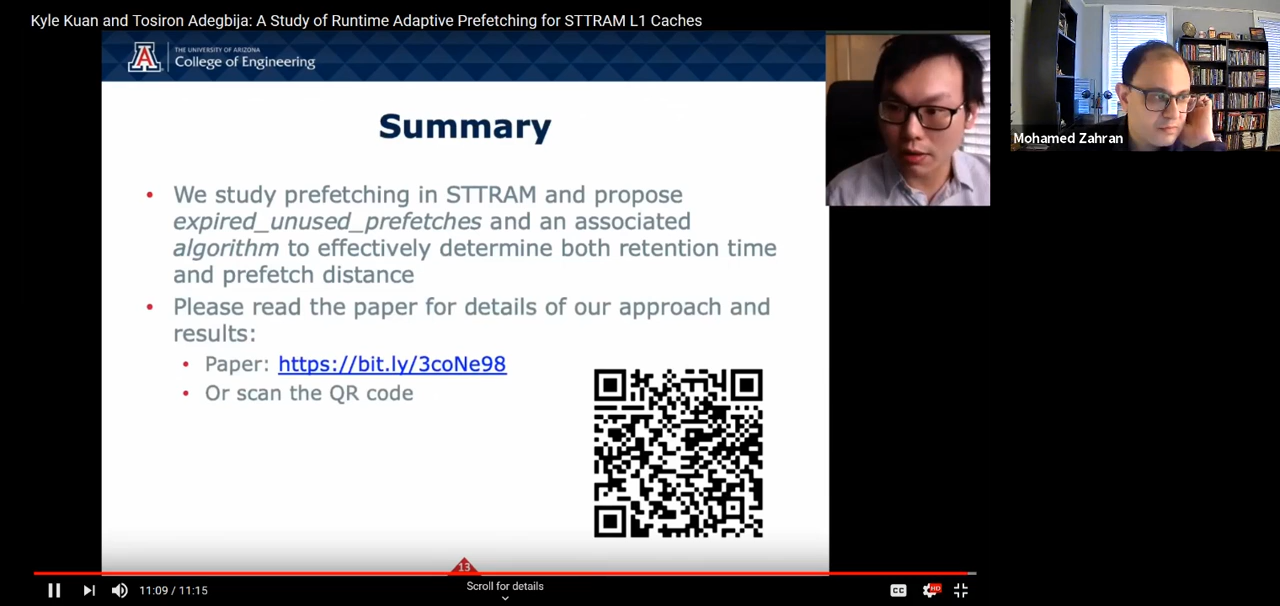 Kyle Kuan and Tosiron Adegbija: A Study of Runtime Adaptive Prefetching for STTRAM L1 Caches
THE UNIVERSITY OF ARIZONA
College of Engineering
Mohamed Zahran
Summary
• We study prefetching in STTRAM and propose
expired_unused_prefetches and an associated
algorithm to effectively determine both retention time
and prefetch distance
• Please read the paper for details of our approach and
results:
• Paper: https://bit.ly/3coNe98
• Or scan the QR code
13
11:09 / 11:15
Scroll for details
CC
HD